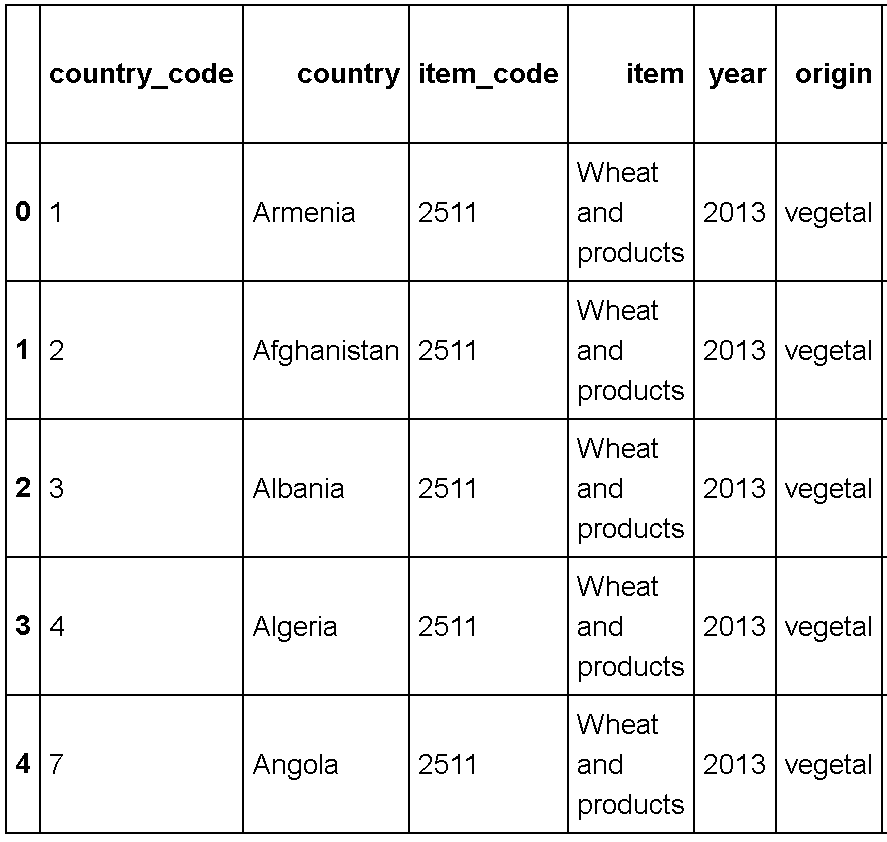 country_code country item_code item year origin
0 1 Armenia 2511 Wheat and products 2013 vegetal
1 2 Afghanistan 2511 Wheat and products 2013 vegetal
2 3 Albania 2511 Wheat and products 2013 vegetal
3 4 Algeria 2511 Wheat and products 2013 vegetal
4 7 Angola 2511 Wheat and products 2013 vegetal